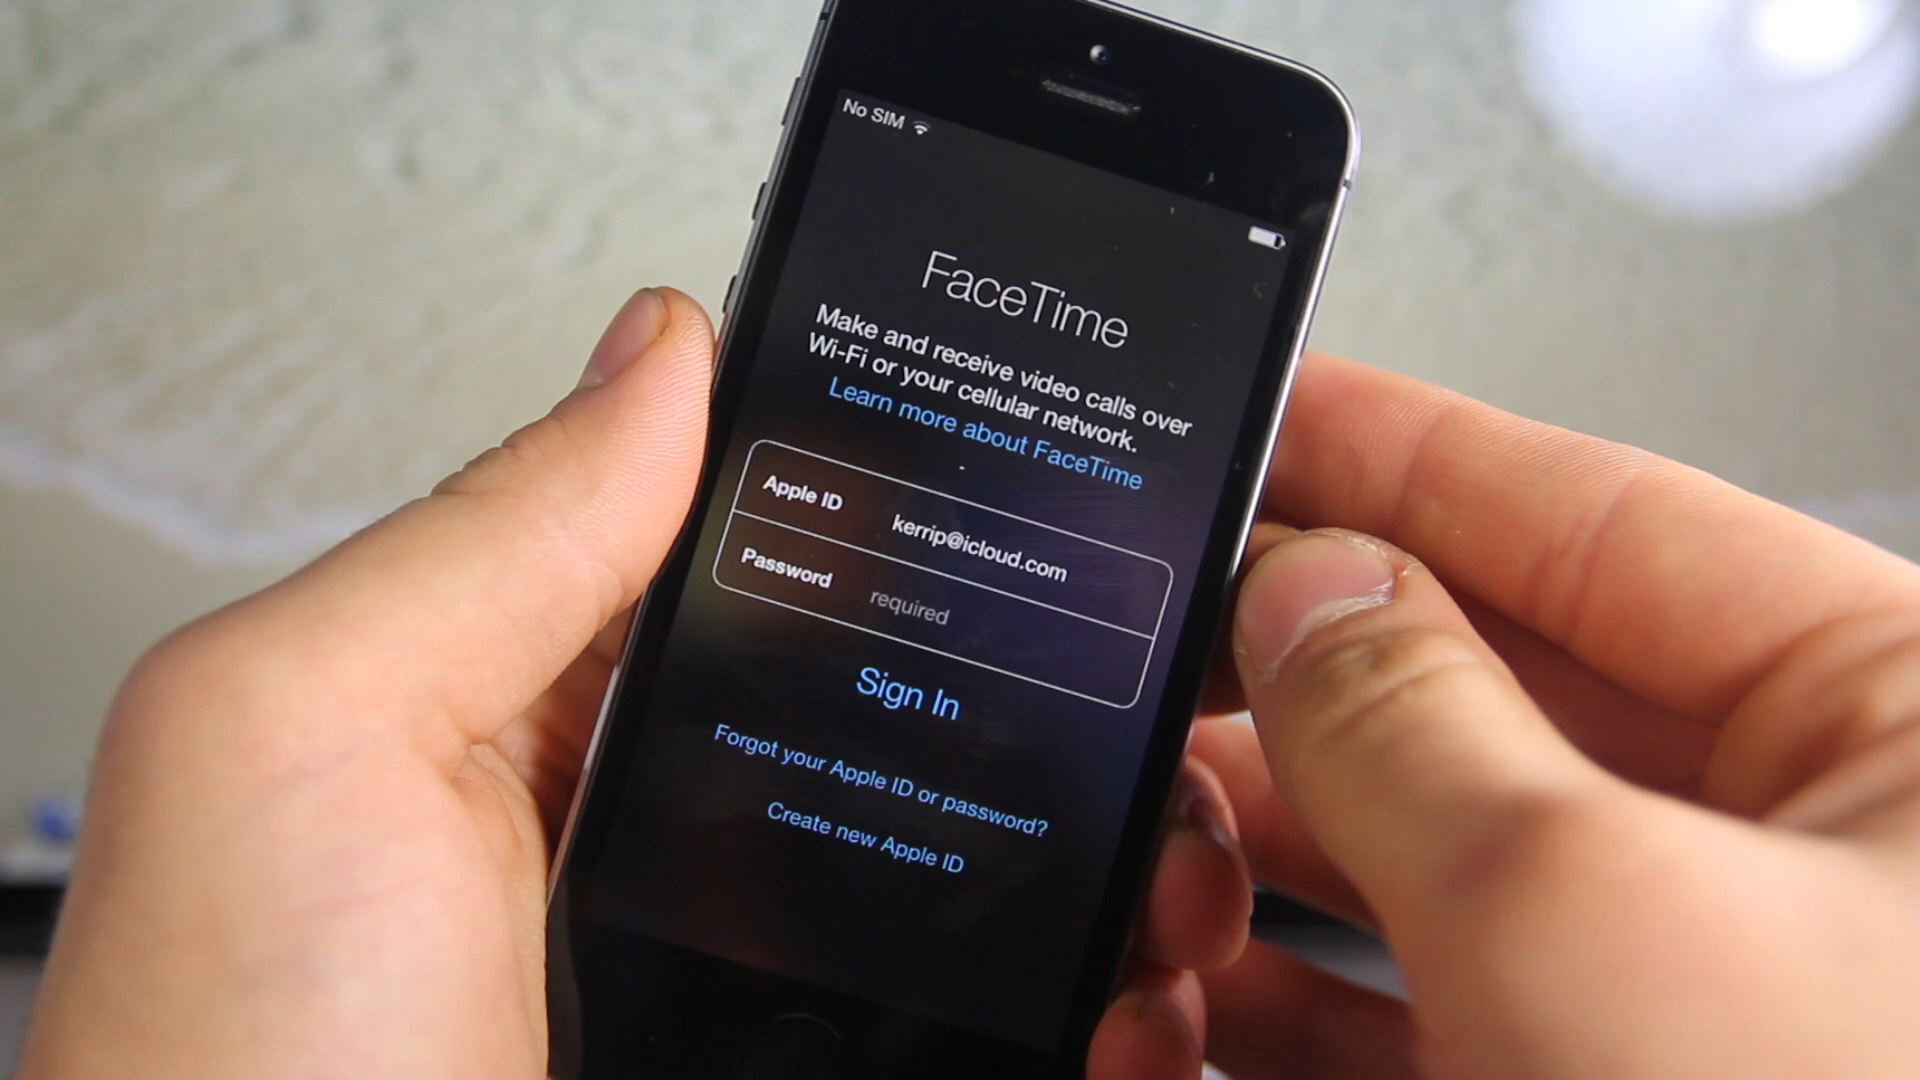 No SIM
FaceTime
Make and receive video calls over
Wi-Fi or your cellular network.
Learn more about FaceTime
Apple ID kerrip@icloud.com
Password required
Sign In
Forgot your Apple ID or password?
Create new Apple ID